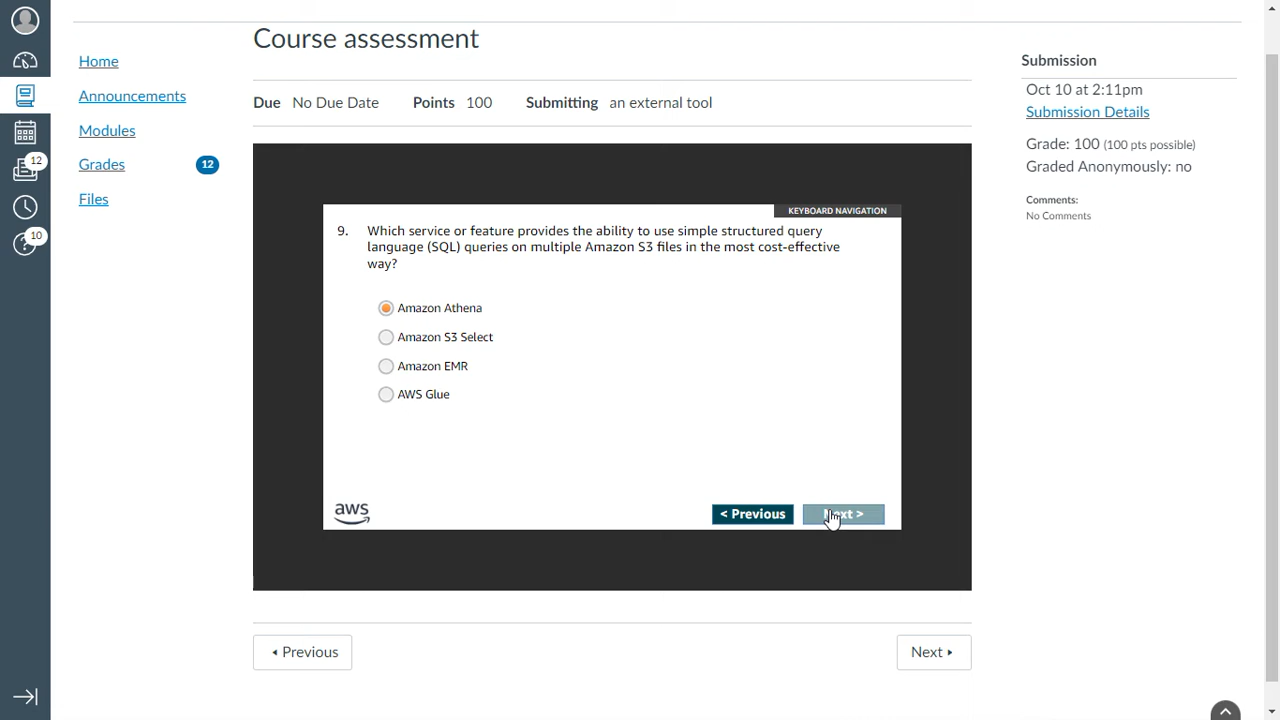 Course assessment
Home
Announcements
Modules
Grades 12
Files
12
10
Due No Due Date Points 100 Submitting an external tool
KEYBOARD NAVIGATION
9. Which service or feature provides the ability to use simple structured query
language (SQL) queries on multiple Amazon S3 files in the most cost-effective
way?
Amazon Athena
Amazon S3 Select
Amazon EMR
AWS Glue
aws
< Previous
Next >
Previous
Next
Submission
Oct 10 at 2:11pm
Submission Details
Grade: 100 (100 pts possible)
Graded Anonymously: no
Comments:
No Comments